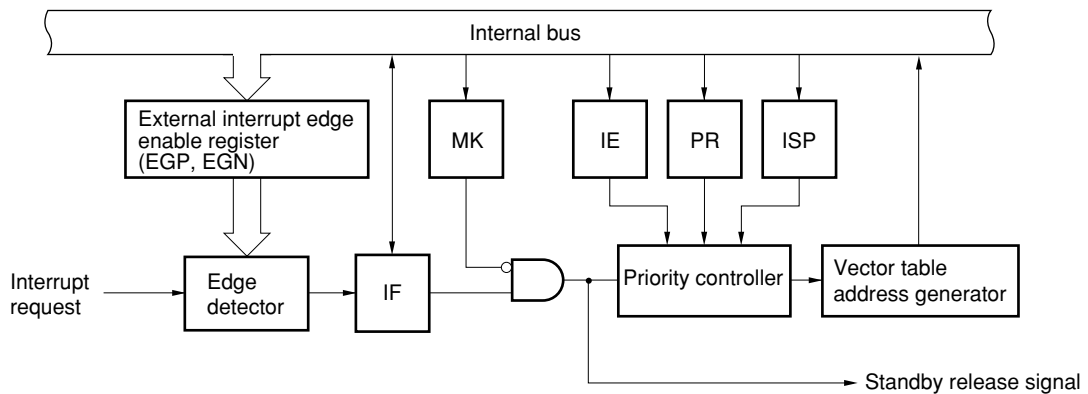 Internal bus
External interrupt edge
enable register
(EGP, EGN)
MK
IE
PR
ISP
Interrupt
request
Edge
detector
IF
Priority controller
Vector table
address generator
Standby release signal